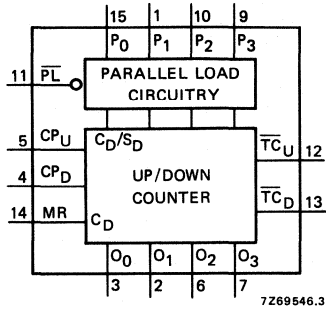 15 1 10 9
P0 P1 P2 P3
11 PL PARALLEL LOAD
CIRCUITRY
5 CPU CD/SD TCU 12
4 CPD UP/DOWN
COUNTER TCD 13
14 MR CD
O0 O1 O2 O3
3 2 6 7
7Z69546.3